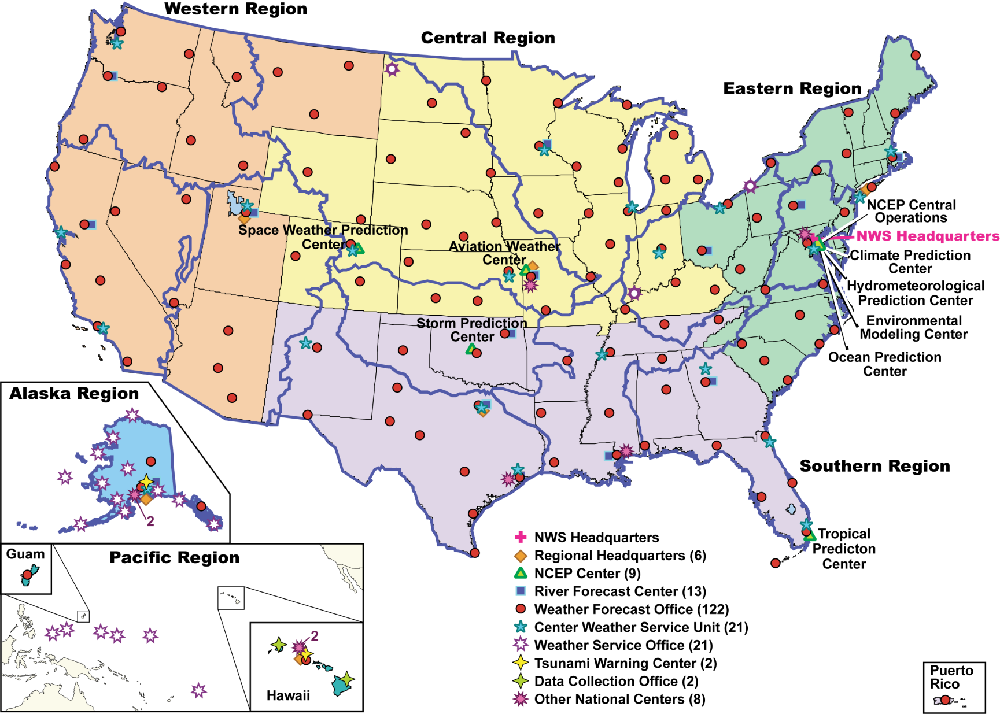 Western Region
Central Region
Eastern Region
NCEP Central
Operations
NWS Headquarters
Space Weather Prediction
Center
Aviation Weather
Center
Climate Prediction
Center
Hydrometeorological
Prediction Center
Storm Prediction
Center
Environmental
Modeling Center
Ocean Prediction
Center
Alaska Region
2
Southern Region
Tropical
Predicton
Center
Guam
Pacific Region
2
Hawaii
NWS Headquarters
Regional Headquarters (6)
NCEP Center (9)
River Forecast Center (13)
Weather Forecast Office (122)
Center Weather Service Unit (21)
Weather Service Office (21)
Tsunami Warning Center (2)
Data Collection Office (2)
Other National Centers (8)
Puerto
Rico